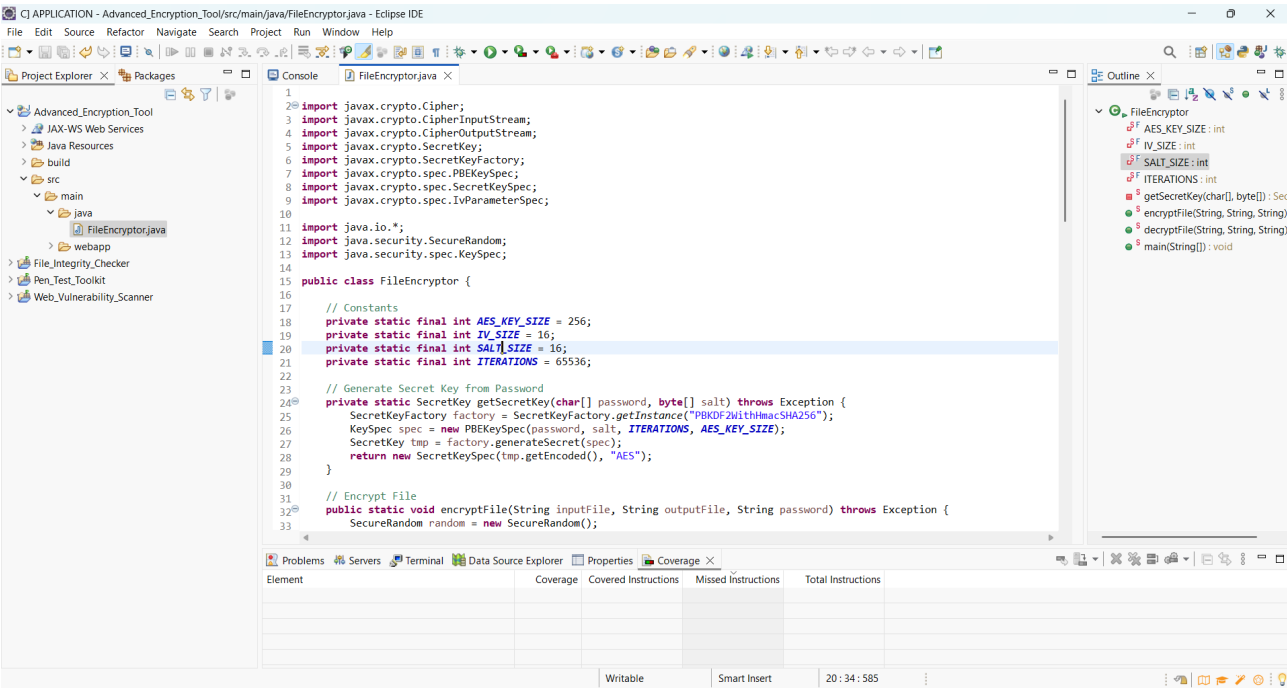 C] APPLICATION - Advanced_Encryption_Tool/src/main/java/FileEncryptor.java - Eclipse IDE
File Edit Source Refactor Navigate Search Project Run Window Help
Project Explorer Packages
Advanced_Encryption_Tool
JAX-WS Web Services
Java Resources
build
src
main
java
FileEncryptor.java
webapp
File_Integrity_Checker
Pen_Test_Toolkit
Web_Vulnerability_Scanner
Console FileEncryptor.java
1
2 import javax.crypto.Cipher;
3 import javax.crypto.CipherInputStream;
4 import javax.crypto.CipherOutputStream;
5 import javax.crypto.SecretKey;
6 import javax.crypto.SecretKeyFactory;
7 import javax.crypto.spec.PBEKeySpec;
8 import javax.crypto.spec.SecretKeySpec;
9 import javax.crypto.spec.IvParameterSpec;
10
11 import java.io.*;
12 import java.security.SecureRandom;
13 import java.security.spec.KeySpec;
14
15 public class FileEncryptor {
16
17 // Constants
18 private static final int AES_KEY_SIZE = 256;
19 private static final int IV_SIZE = 16;
20 private static final int SALT_SIZE = 16;
21 private static final int ITERATIONS = 65536;
22
23 // Generate Secret Key from Password
24 private static SecretKey getSecretKey(char[] password, byte[] salt) throws Exception {
25 SecretKeyFactory factory = SecretKeyFactory.getInstance("PBKDF2WithHmacSHA256");
26 KeySpec spec = new PBEKeySpec(password, salt, ITERATIONS, AES_KEY_SIZE);
27 SecretKey tmp = factory.generateSecret(spec);
28 return new SecretKeySpec(tmp.getEncoded(), "AES");
29 }
30
31 // Encrypt File
32 public static void encryptFile(String inputFile, String outputFile, String password) throws Exception {
33 SecureRandom random = new SecureRandom();
Outline
FileEncryptor
AES_KEY_SIZE : int
IV_SIZE : int
SALT_SIZE : int
ITERATIONS : int
getSecretKey(char[], byte[]) : Sec
encryptFile(String, String, String)
decryptFile(String, String, String)
main(String[]) : void
Problems Servers Terminal Data Source Explorer Properties Coverage
Element Coverage Covered Instructions Missed Instructions Total Instructions
Writable Smart Insert 20 : 34 : 585